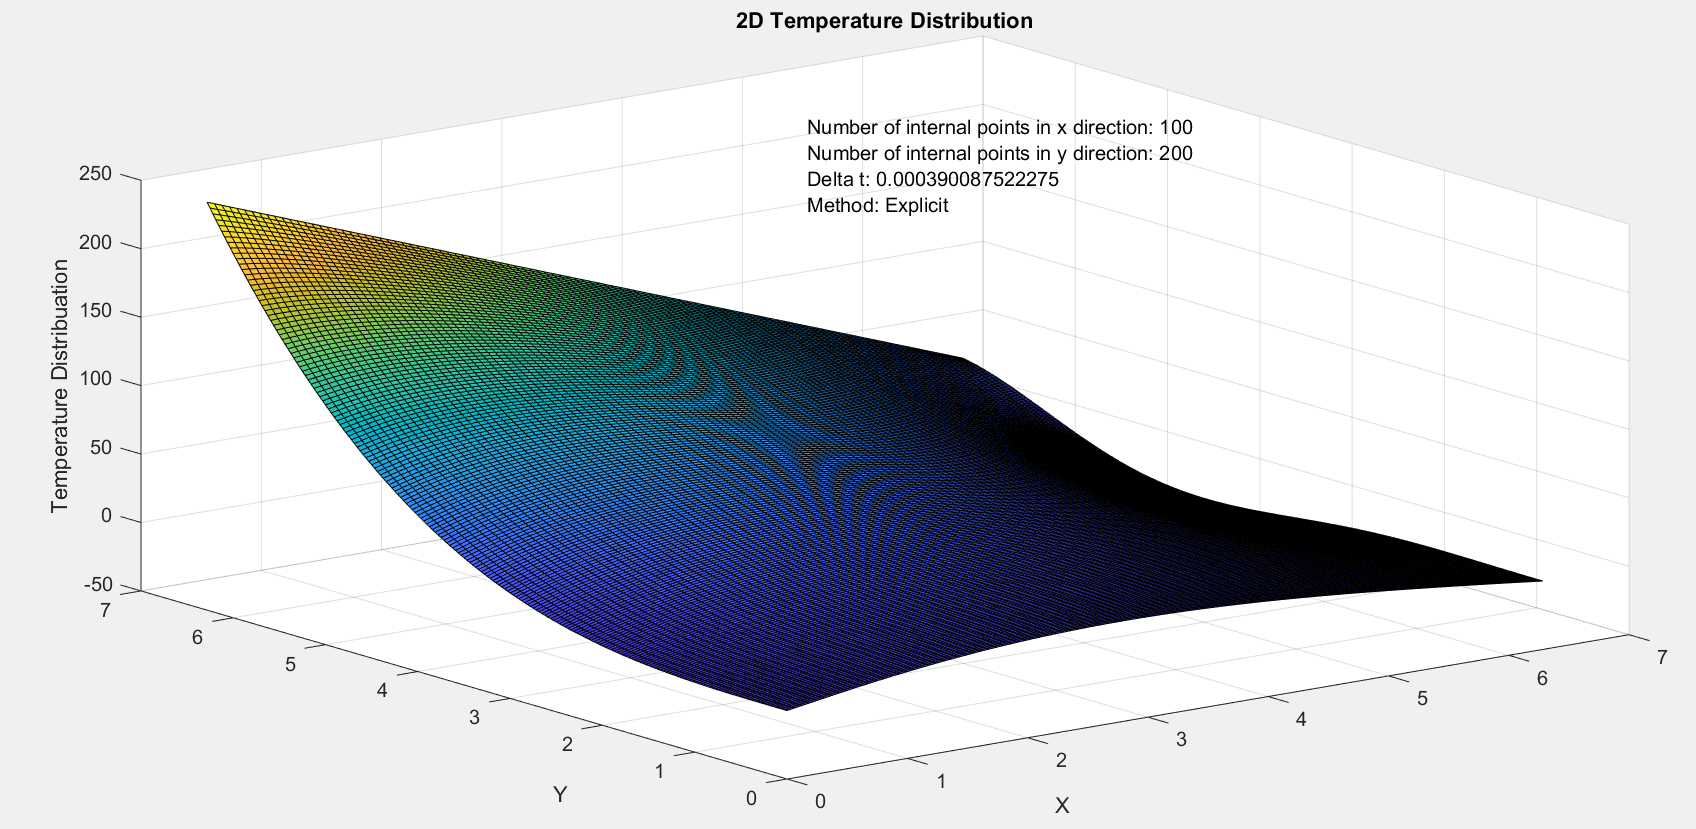 2D Temperature Distribution
Number of internal points in x direction: 100
Number of internal points in y direction: 200
Delta t: 0.000390087522275
Method: Explicit
Temperature Distribuation
250
200
150
100
50
0
-50
7
6
5
4
3
2
1
0
Y
0
1
2
3
4
5
6
7
X